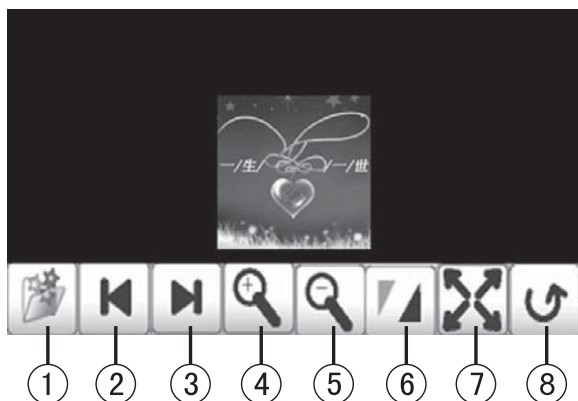 一/生/ /一/世
① ② ③ ④ ⑤ ⑥ ⑦ ⑧